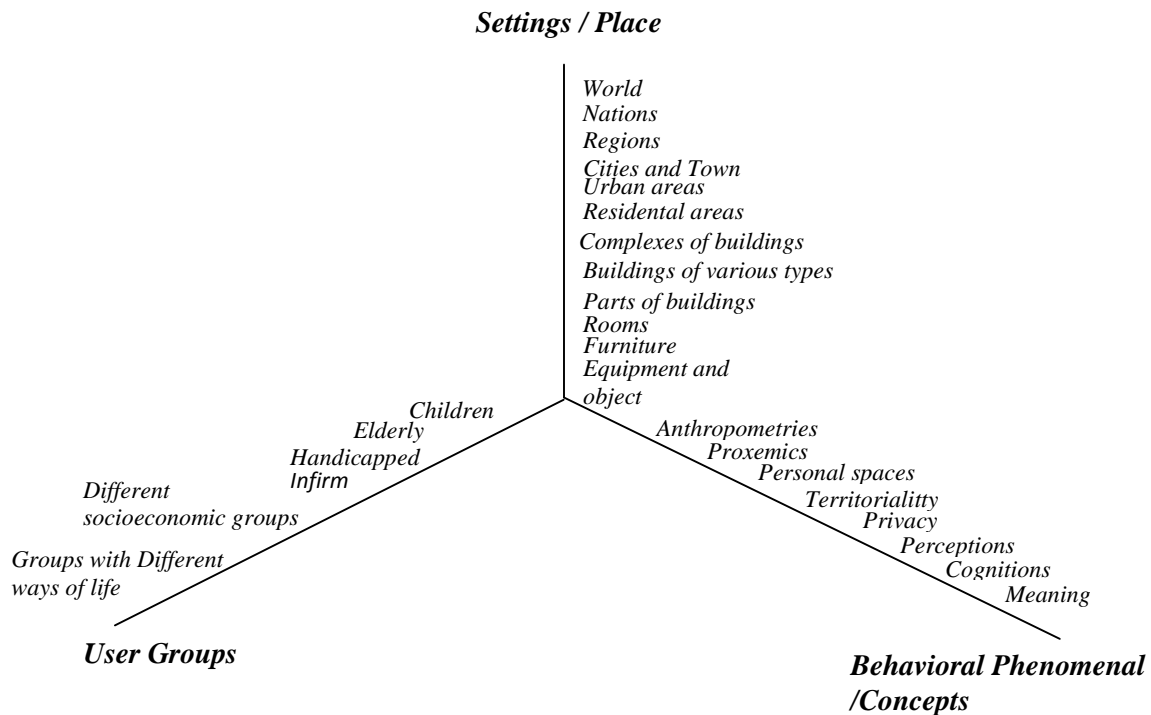 Settings / Place
World
Nations
Regions
Cities and Town
Urban areas
Residental areas
Complexes of buildings
Buildings of various types
Parts of buildings
Rooms
Furniture
Equipment and
object
Children
Elderly
Handicapped
Infirm
Different
socioeconomic groups
Groups with Different
ways of life
User Groups
Anthropometries
Proxemics
Personal spaces
Territorialitty
Privacy
Perceptions
Cognitions
Meaning
Behavioral Phenomenal
/Concepts